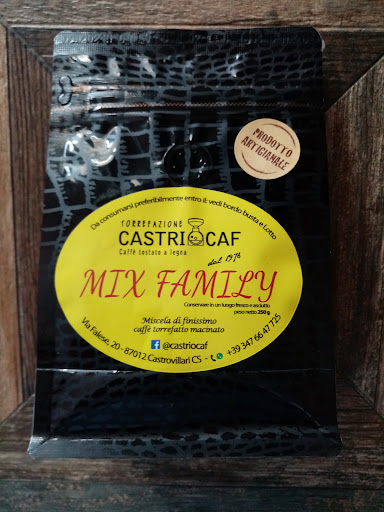 PRODOTTO
ARTIGIANALE
Da consumarsi preferibilmente entro il: vedi bordo busta e Lotto
TORREFAZIONE
CASTRIOCAF
Caffè tostato a legna
dal 1978
MIX FAMILY
Conservare in un luogo fresco e asciutto
peso netto 250 g
Miscela di finissimo
caffè torrefatto macinato
@castriocaf
Via Falese, 20 - 87012 Castrovillari CS - +39 347 66 47 725